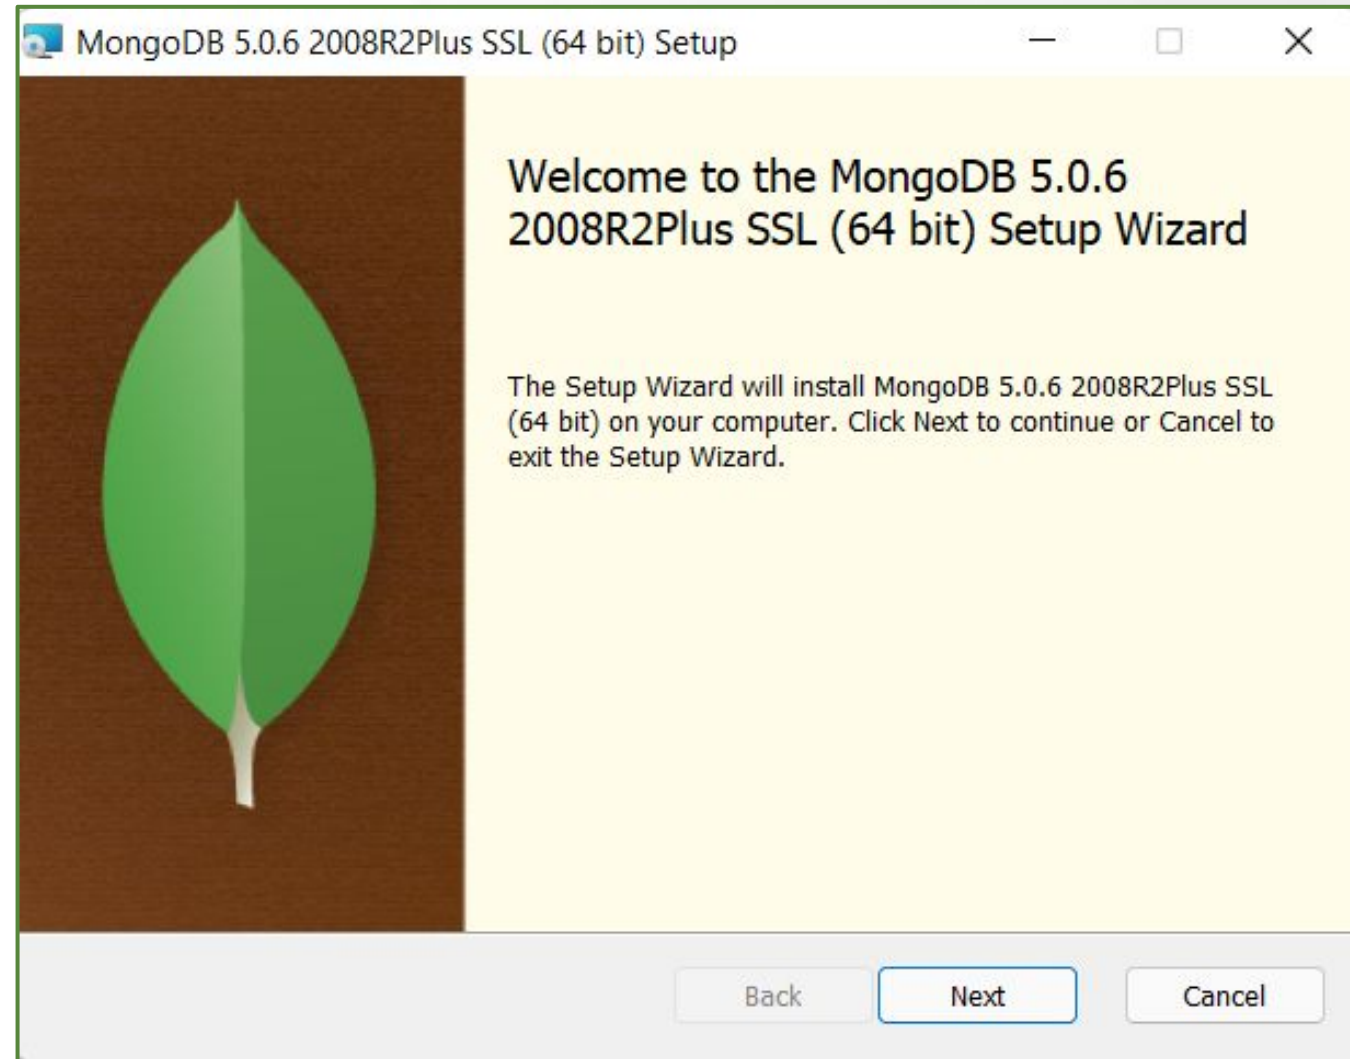 MongoDB 5.0.6 2008R2Plus SSL (64 bit) Setup
Welcome to the MongoDB 5.0.6
2008R2Plus SSL (64 bit) Setup Wizard
The Setup Wizard will install MongoDB 5.0.6 2008R2Plus SSL
(64 bit) on your computer. Click Next to continue or Cancel to
exit the Setup Wizard.
Back Next Cancel